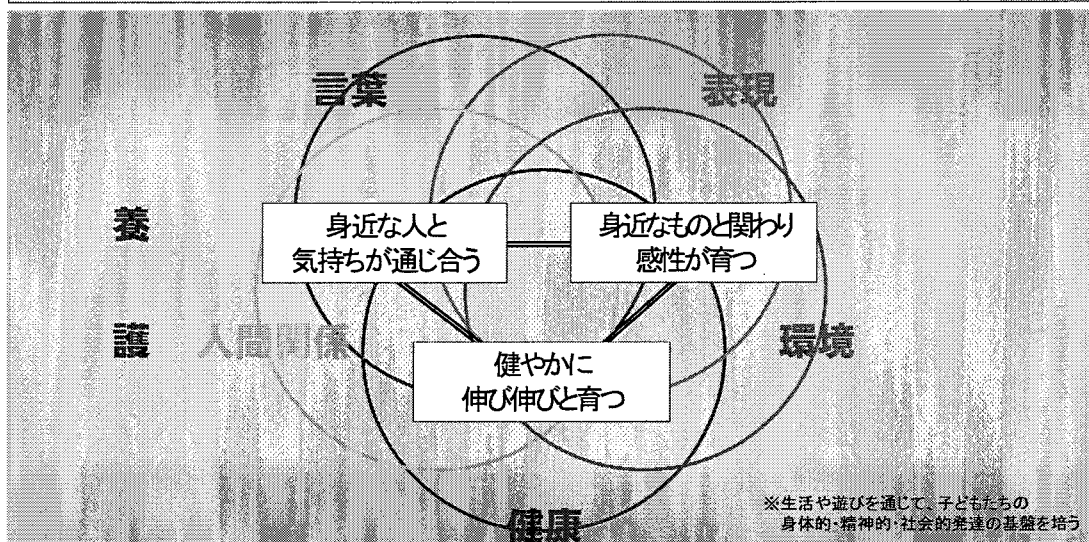 言葉
表現
養
身近な人と
気持ちが通じ合う
身近なものと関わり
感性が育つ
護
人間関係
環境
健やかに
伸び伸びと育つ
健康
※生活や遊びを通じて、子どもたちの
身体的・精神的・社会的発達の基盤を培う